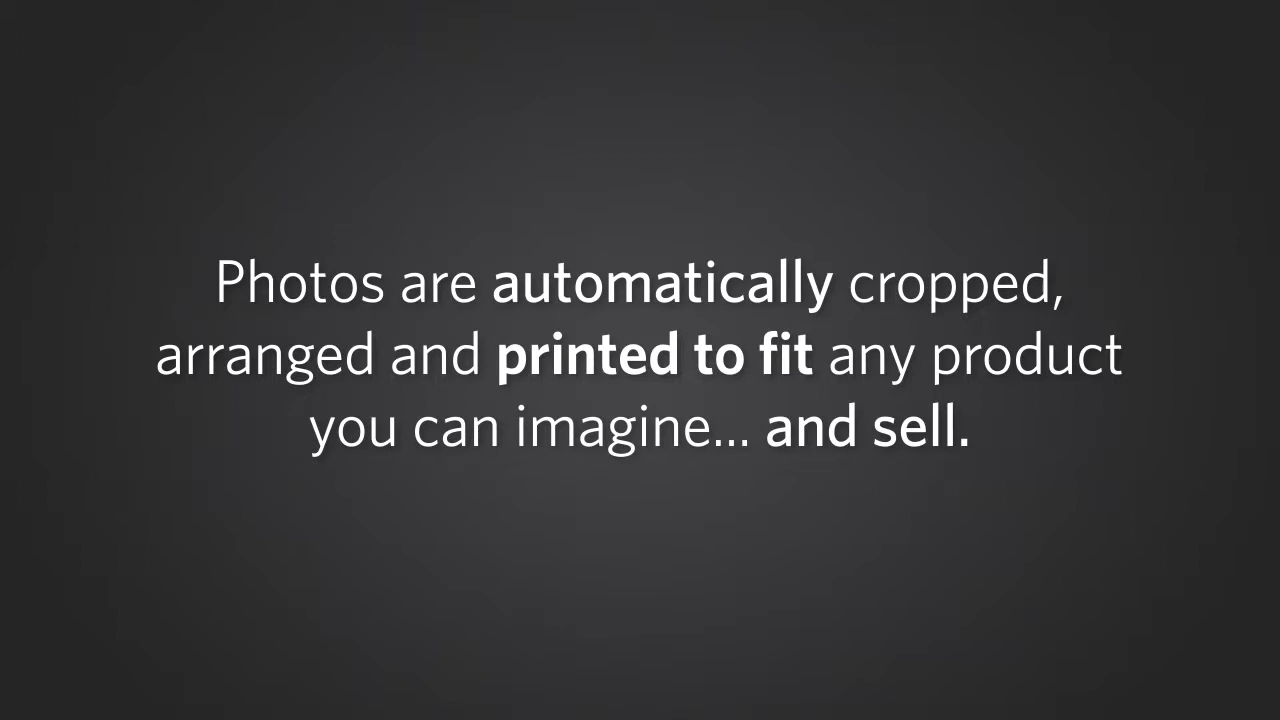 Photos are automatically cropped,
arranged and printed to fit any product
you can imagine... and sell.